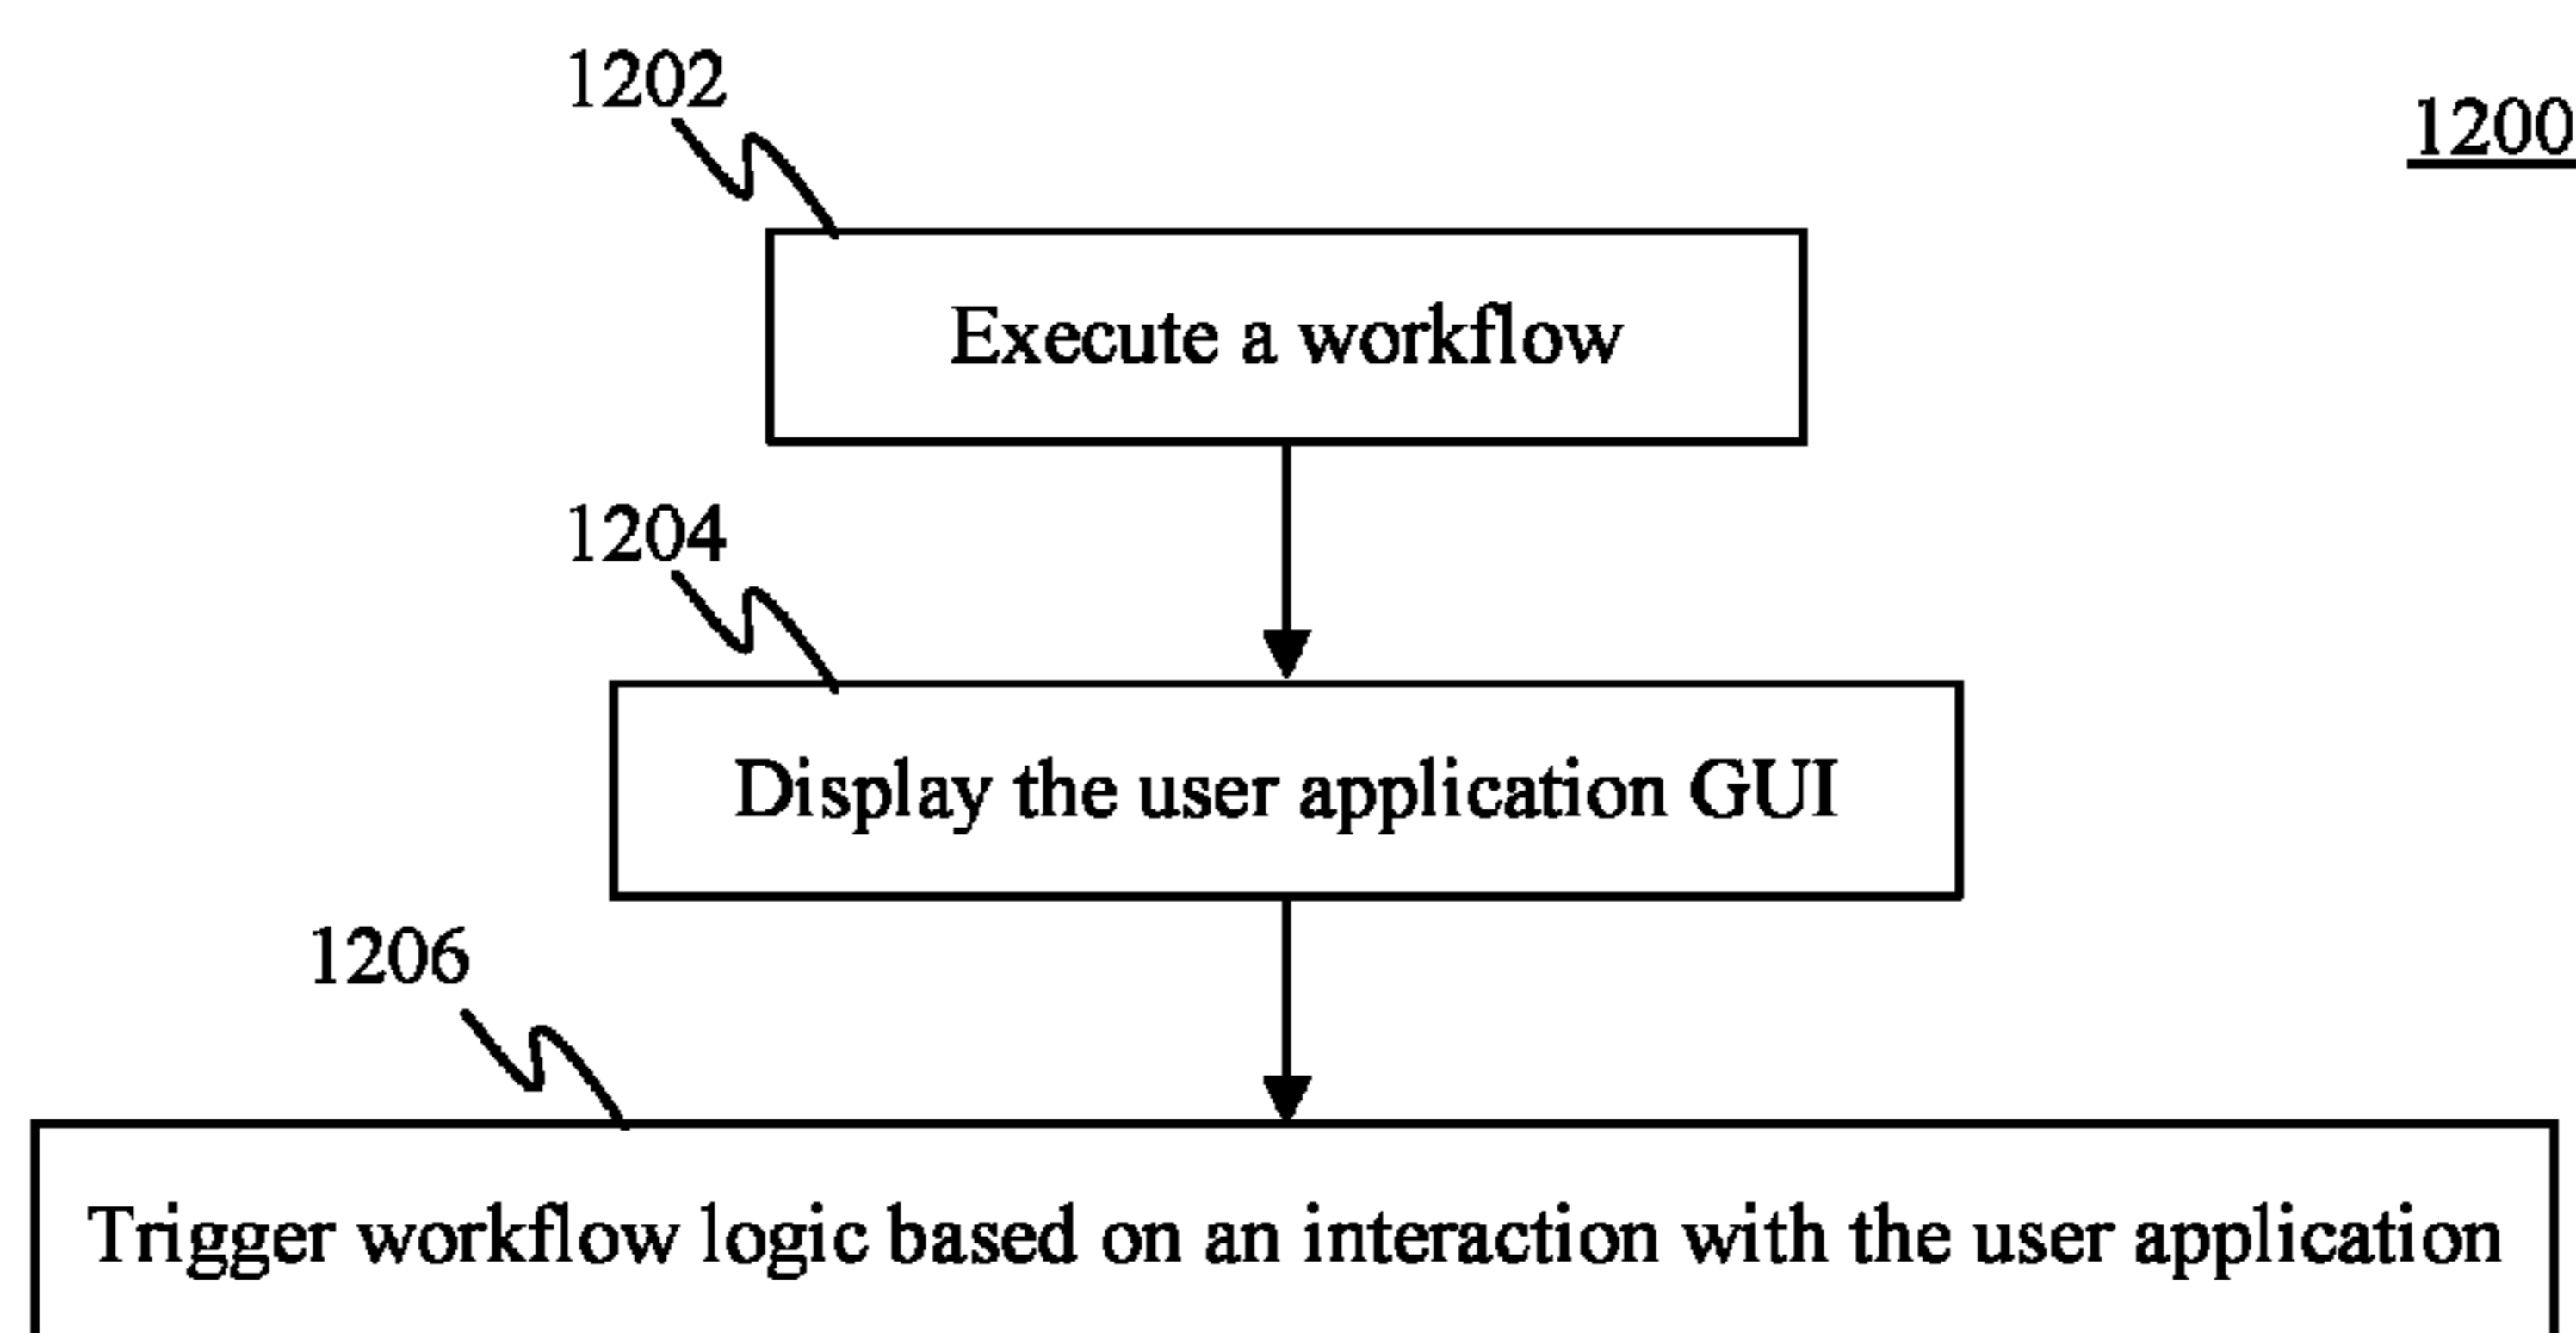 1202
1200
Execute a workflow
1204
Display the user application GUI
1206
Trigger workflow logic based on an interaction with the user application